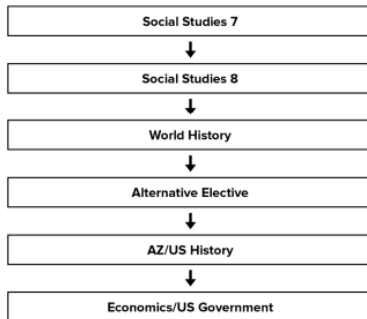 Social Studies 7
Social Studies 8
World History
Alternative Elective
AZ/US History
Economics/US Government